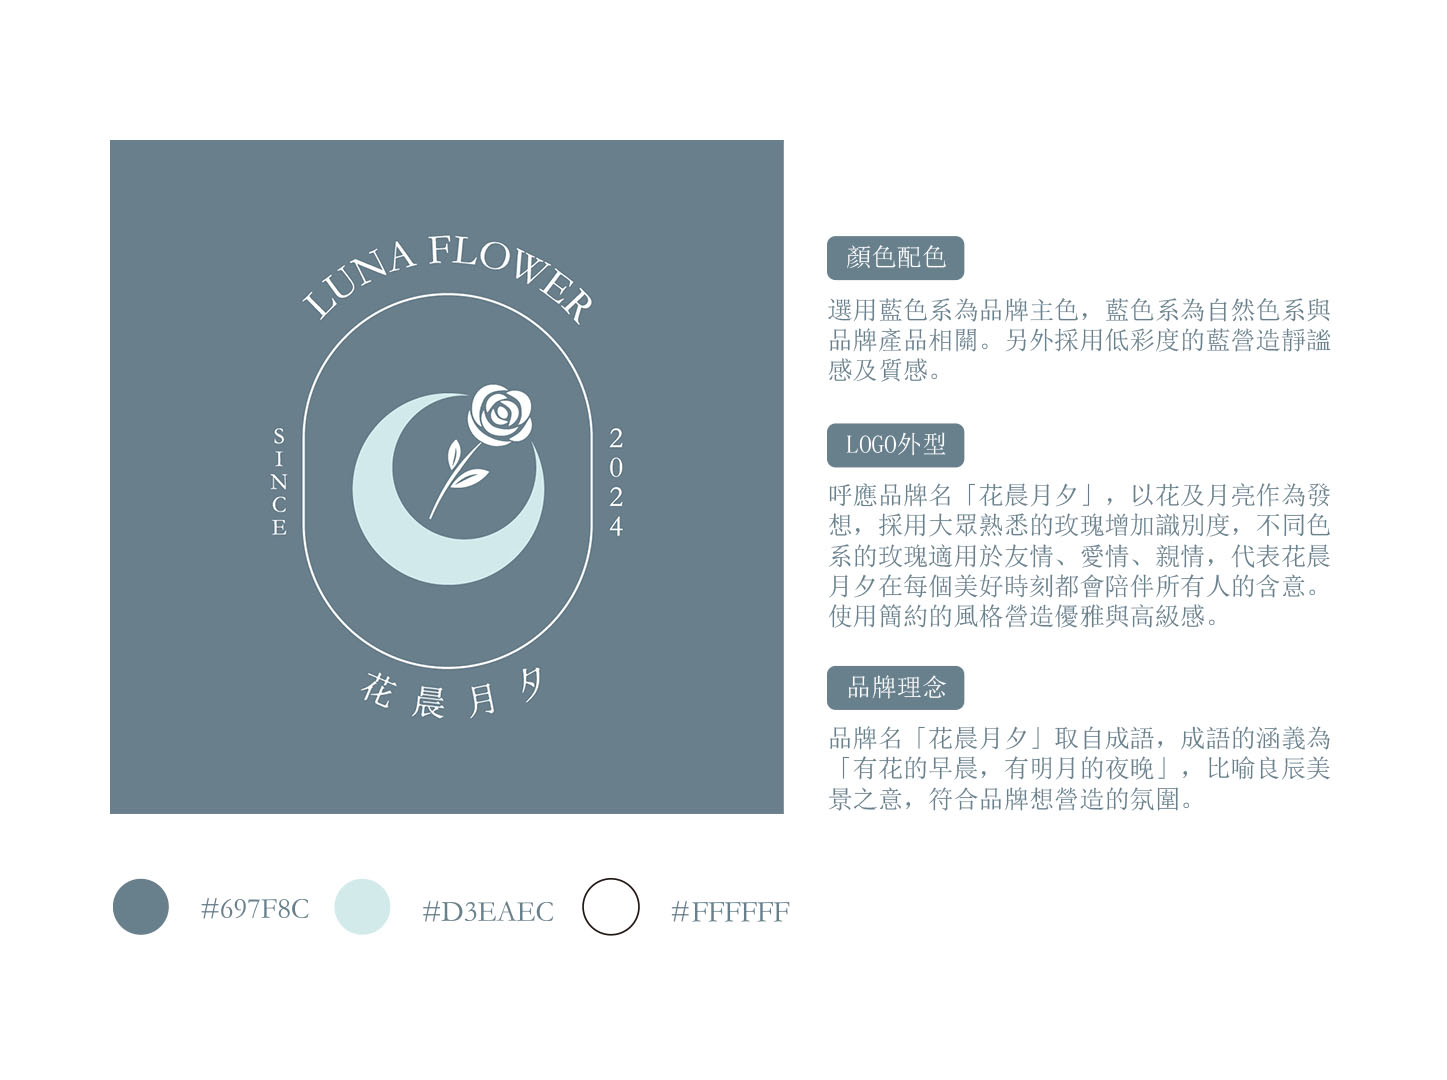 LUNA FLOWER
SINCE
2024
花晨月夕
顏色配色
選用藍色系為品牌主色，藍色系為自然色系與
品牌產品相關。另外採用低彩度的藍營造靜謐
感及質感。
LOGO外型
呼應品牌名「花晨月夕」，以花及月亮作為發
想，採用大眾熟悉的玫瑰增加識別度，不同色
系的玫瑰適用於友情、愛情、親情，代表花晨
月夕在每個美好時刻都會陪伴所有人的含意。
使用簡約的風格營造優雅與高級感。
品牌理念
品牌名「花晨月夕」取自成語，成語的涵義為
「有花的早晨，有明月的夜晚」，比喻良辰美
景之意，符合品牌想營造的氛圍。
#697F8C
#D3EAEC
#FFFFFF